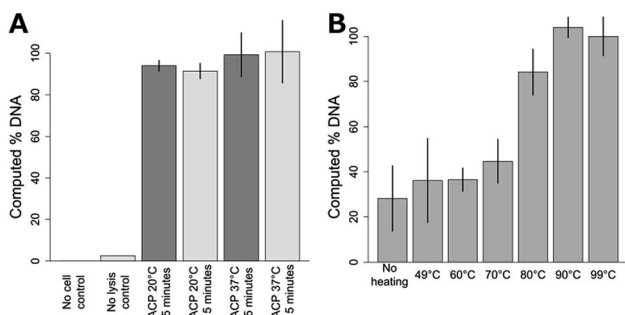 A
Computed % DNA
100
80
60
40
20
0
No cell
control
No lysis
control
ACP 20°C
5 minutes
ACP 20°C
5 minutes
ACP 37°C
5 minutes
ACP 37°C
5 minutes
B
Computed % DNA
100
80
60
40
20
0
No
heating
49°C
60°C
70°C
80°C
90°C
99°C